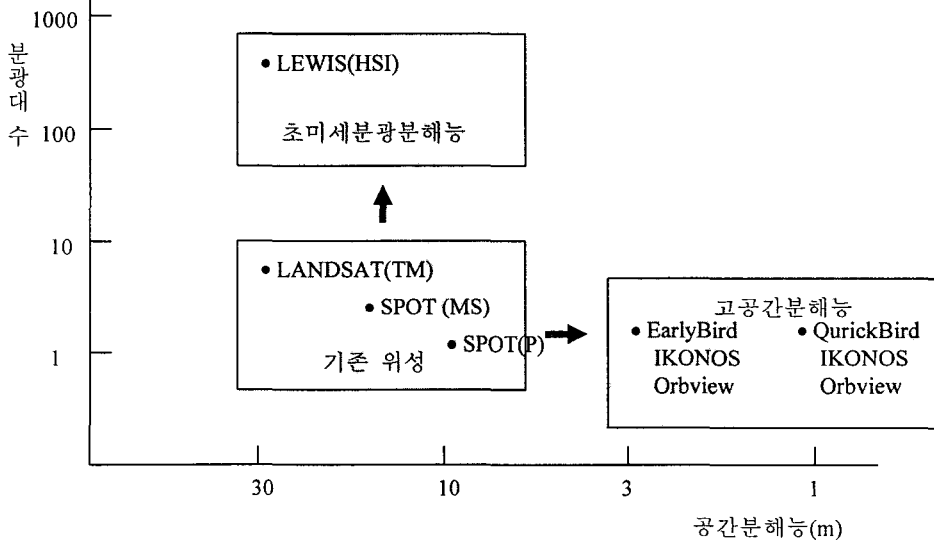 1000
분광대 수
LEWIS(HSI)
초미세분광분해능
100
10
LANDSAT(TM)
SPOT (MS)
SPOT(P)
기존 위성
1
고공간분해능
EarlyBird QurickBird
IKONOS IKONOS
Orbview Orbview
30 10 3 1
공간분해능(m)